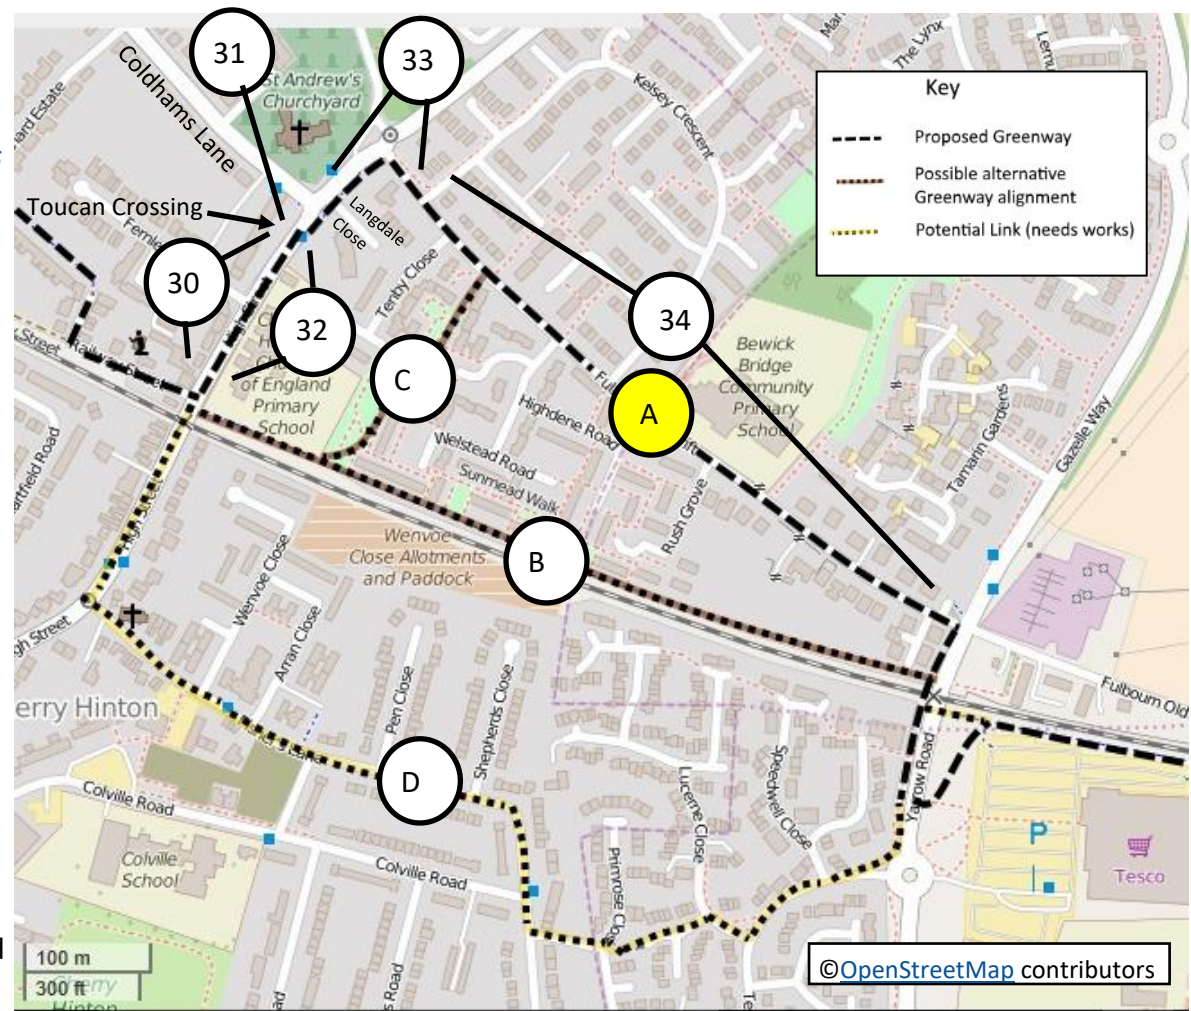 31
33
St Andrew's
Churchyard
Coldhams Lane
Kelsey Crescent
The Lynx
Key
Proposed Greenway
Possible alternative
Greenway alignment
Potential Link (needs works)
Toucan Crossing
Langdale
Close
Tenby Close
30
32
34
of England
Primary
School
C
A
Bewick
Bridge
Community
Primary
School
Highdene Road
Welstead Road
Sunmead Walk
Rush Grove
Tamarin Gardens
Gazelle Way
Wenvoe
Close Allotments
and Paddock
B
Wenvoe Close
Arran Close
Pen Close
Shepherds Close
erry Hinton
D
Lucerne Close
Speedwell Close
Yarrow Road
Fulbourn Old
Colville Road
Colville
School
Colville Road
P
Tesco
100 m
300 ft
Hinton
s Road
©OpenStreetMap contributors